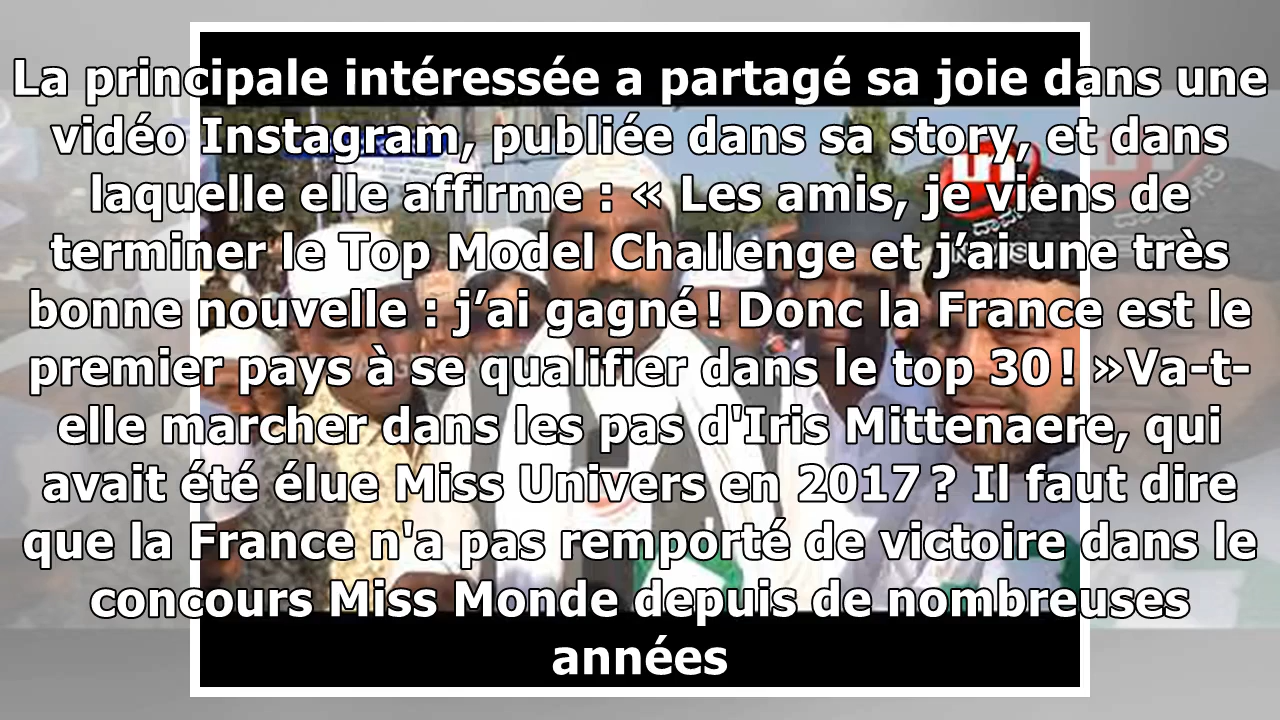 La principale intéressée a partagé sa joie dans une
vidéo Instagram, publiée dans sa story, et dans
laquelle elle affirme : « Les amis, je viens de
terminer le Top Model Challenge et j’ai une très
bonne nouvelle : j’ai gagné ! Donc la France est le
premier pays à se qualifier dans le top 30 ! »Va-t-
elle marcher dans les pas d'Iris Mittenaere, qui
avait été élue Miss Univers en 2017 ? Il faut dire
que la France n'a pas remporté de victoire dans le
concours Miss Monde depuis de nombreuses
années